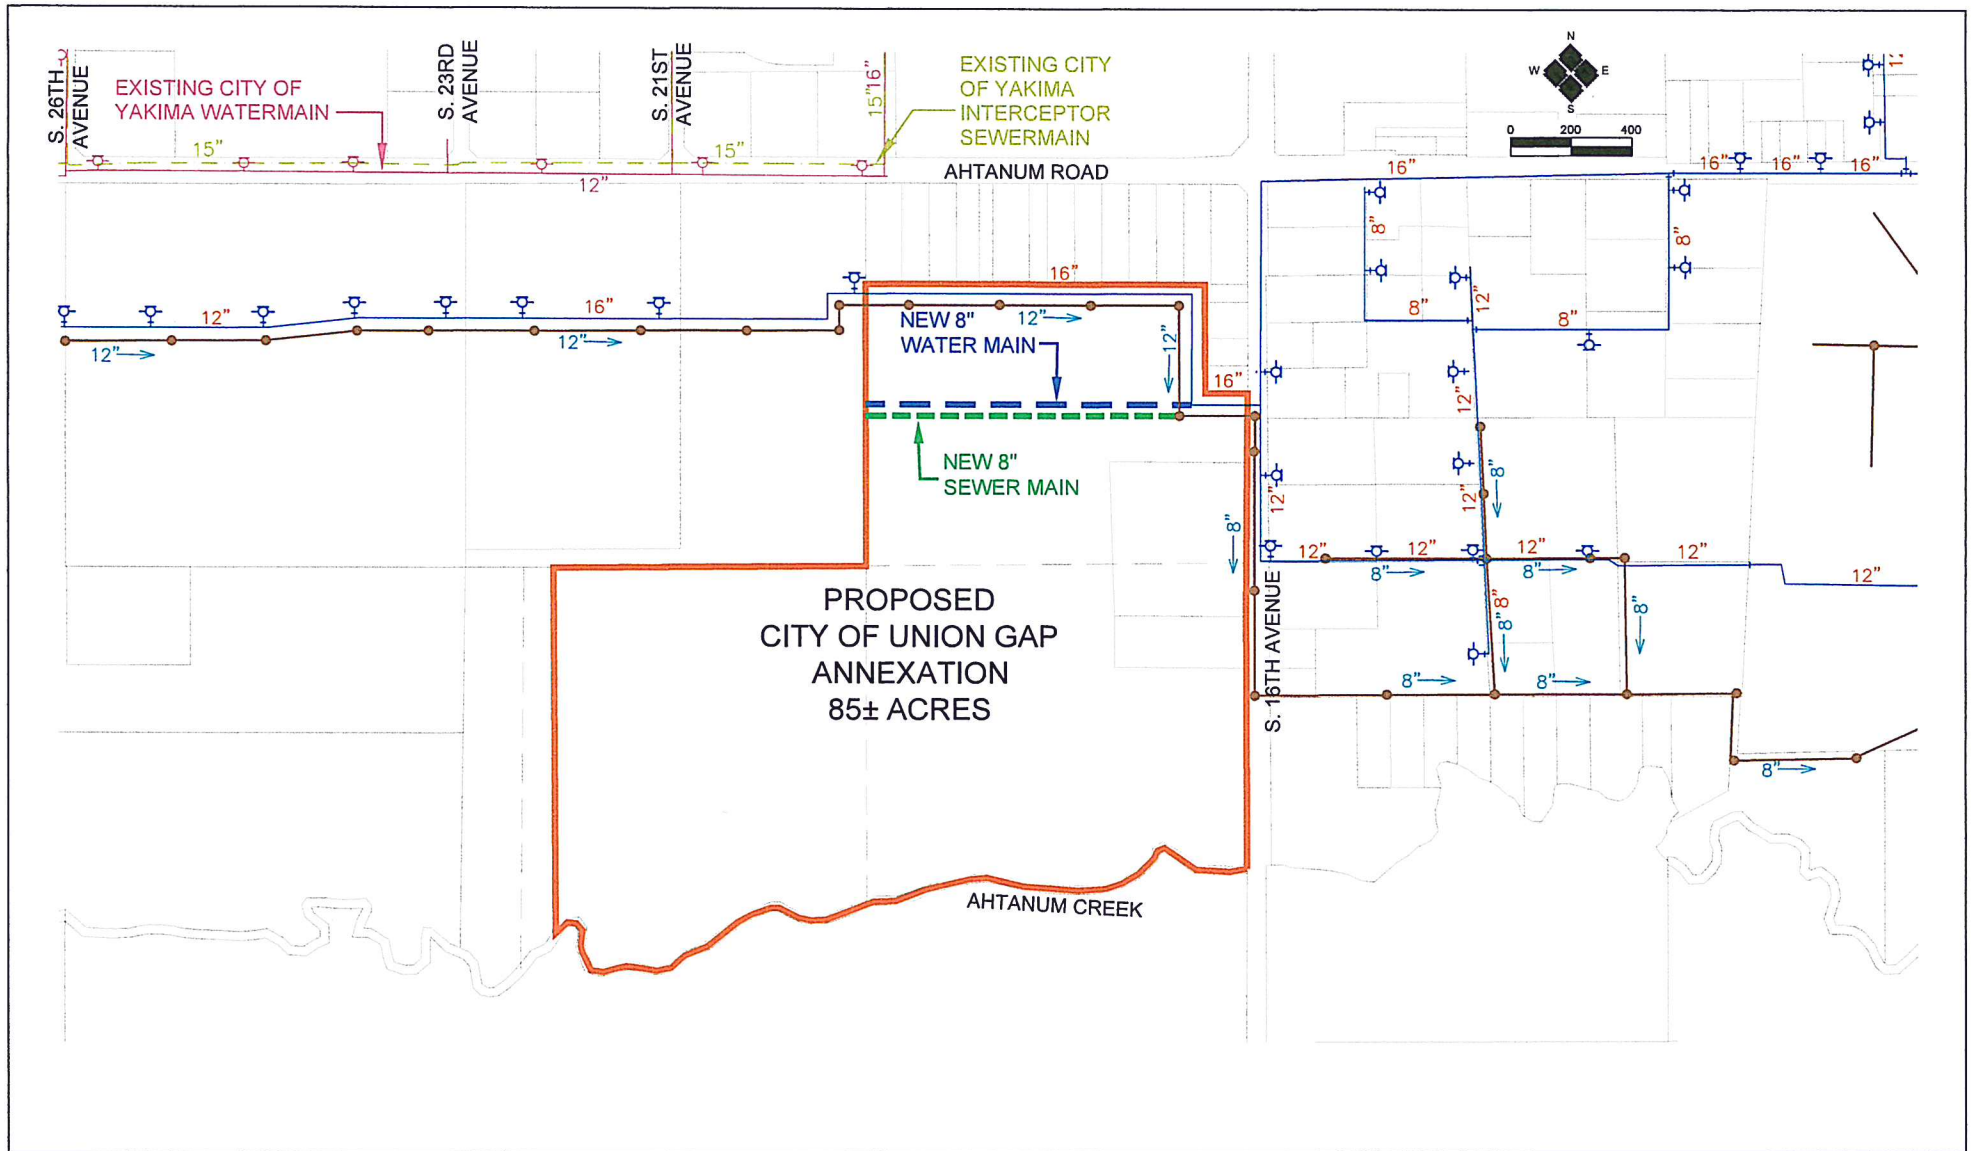 S. 26TH
AVENUE
EXISTING CITY OF
YAKIMA WATERMAIN
S. 23RD
AVENUE
S. 21ST
AVENUE
15"
16"
EXISTING CITY
OF YAKIMA
INTERCEPTOR
SEWERMAIN
N
W E
S
0 200 400
15"
15"
12"
AHTANUM ROAD
16"
16"
16"
16"
8"
8"
16"
12"
16"
12"
12"
NEW 8"
WATER MAIN
12"
12"
16"
8"
12"
8"
12"
NEW 8"
SEWER MAIN
8"
12"
12"
8"
12"
12"
12"
12"
12"
8"
8"
8"
8"
8"
PROPOSED
CITY OF UNION GAP
ANNEXATION
85± ACRES
S. 16TH AVENUE
8"
8"
8"
AHTANUM CREEK